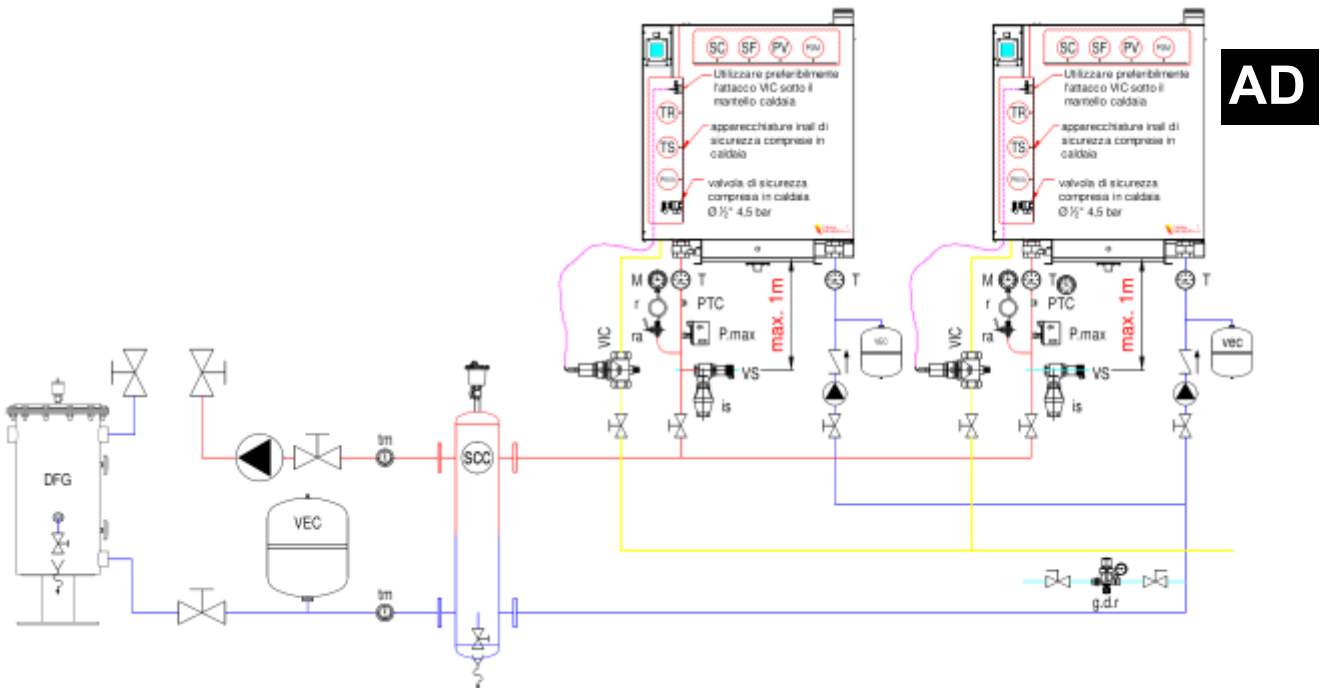 AD
SC SF PV
Utilizzare preferibilmente
l'attacco VIC sotto il
mantello caldaia
TR
apparecchiature inail di
sicurezza comprese in
caldaia
TS
valvola di sicurezza
compresa in caldaia
Ø ½" 4,5 bar
SC SF PV
Utilizzare preferibilmente
l'attacco VIC sotto il
mantello caldaia
TR
apparecchiature inail di
sicurezza comprese in
caldaia
TS
valvola di sicurezza
compresa in caldaia
Ø ½" 4,5 bar
M T
r PTC
ra P.max
VIC
VS
is
max. 1m
T
VEC
M T
r PTC
ra P.max
VIC
VS
is
max. 1m
T
vec
tm
SCC
DFG
VEC
tm
g.d.r